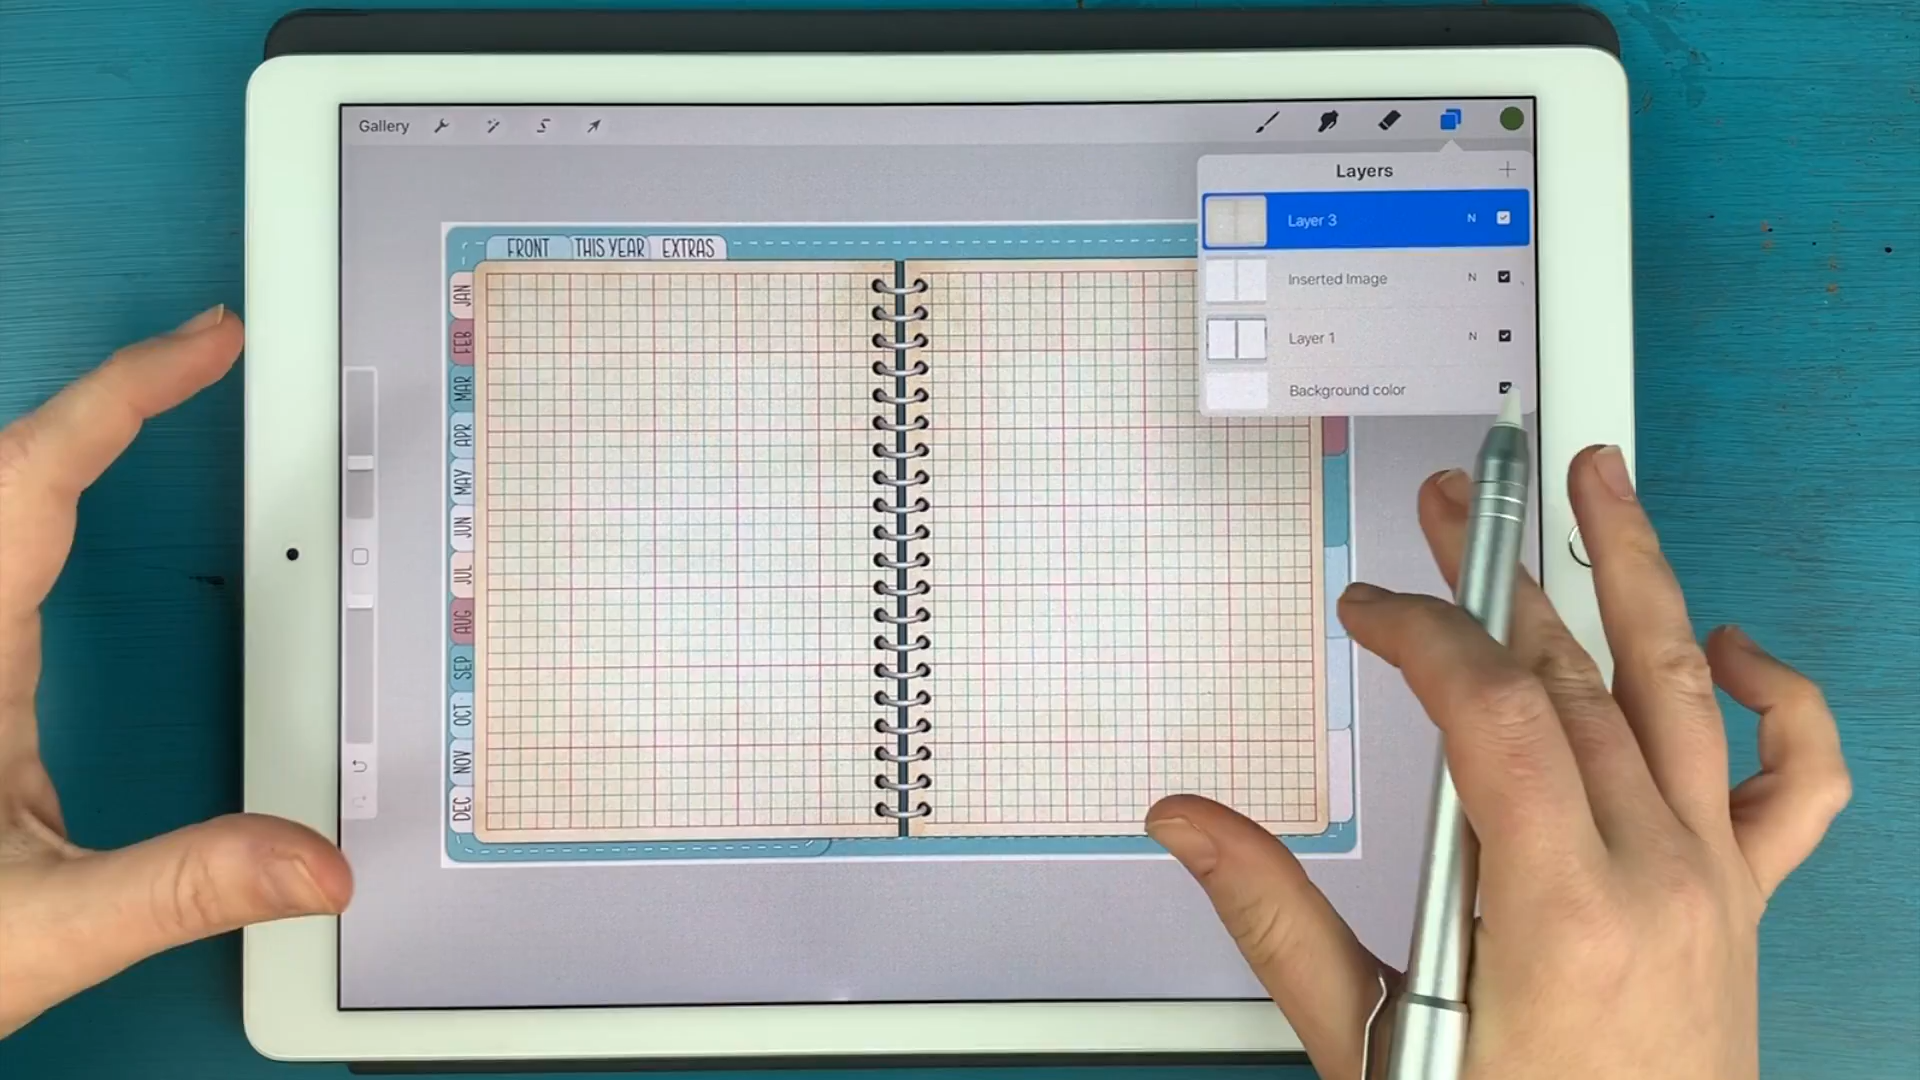 Gallery
Layers
Layer 3 N
Inserted Image N
Layer 1 N
Background color
FRONT THIS YEAR EXTRAS
JAN
FEB
MAR
APR
MAY
JUN
JUL
AUG
SEP
OCT
NOV
DEC